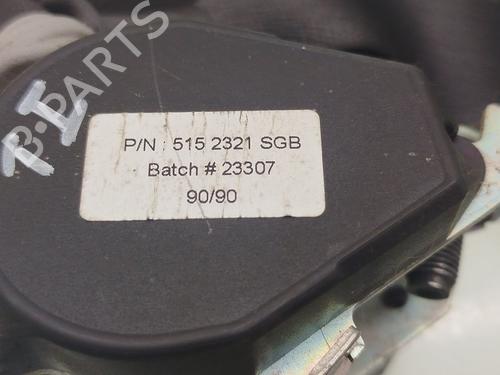 B-PARTS
P/N : 515 2321 SGB
Batch # 23307
90/90